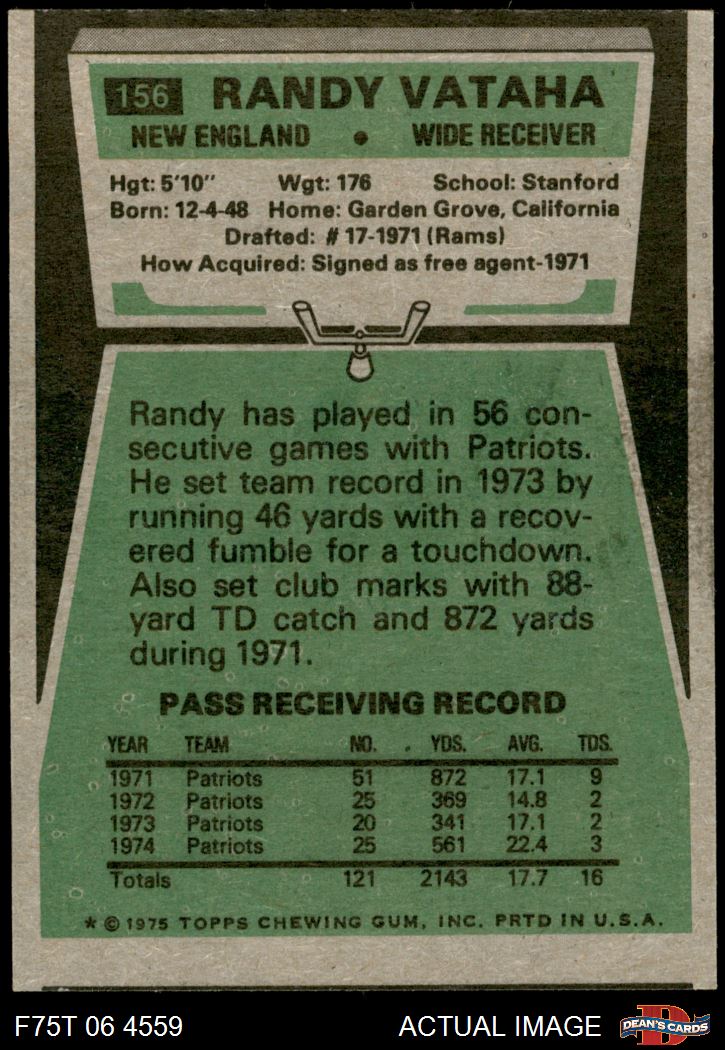 156 RANDY VATAHA
NEW ENGLAND • WIDE RECEIVER
Hgt: 5'10" Wgt: 176 School: Stanford
Born: 12-4-48 Home: Garden Grove, California
Drafted: # 17-1971 (Rams)
How Acquired: Signed as free agent-1971
Randy has played in 56 con-
secutive games with Patriots.
He set team record in 1973 by
running 46 yards with a recov-
ered fumble for a touchdown.
Also set club marks with 88-
yard TD catch and 872 yards
during 1971.
PASS RECEIVING RECORD
YEAR TEAM NO. YDS. AVG. TDS.
1971 Patriots 51 872 17.1 9
1972 Patriots 25 369 14.8 2
1973 Patriots 20 341 17.1 2
1974 Patriots 25 561 22.4 3
Totals 121 2143 17.7 16
* © 1975 TOPPS CHEWING GUM, INC. PRTD IN U.S.A.
F75T 06 4559 ACTUAL IMAGE DEAN'S CARDS